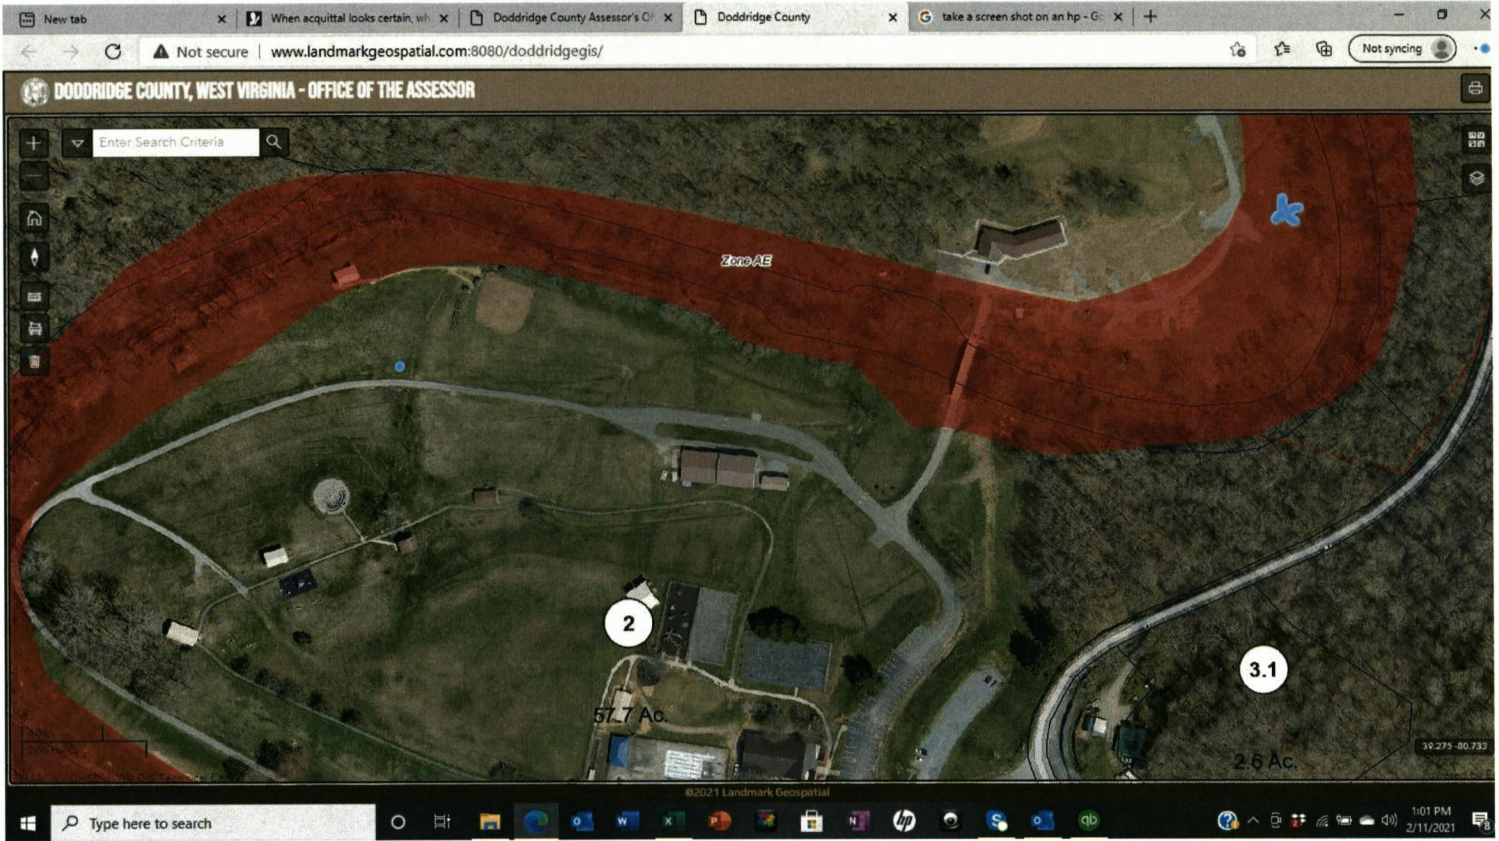 New tab
When acquittal looks certain, wh
Doddridge County Assessor's Of
Doddridge County
take a screen shot on an hp - Go
Not secure
www.landmarkgeospatial.com:8080/doddridgegis/
Not syncing
DODDRIDGE COUNTY, WEST VIRGINIA - OFFICE OF THE ASSESSOR
Enter Search Criteria
Zone AE
2
57.7 Ac.
3.1
2.6 Ac.
39.275 -80.733
©2021 Landmark Geospatial
Type here to search
1:01 PM
2/11/2021